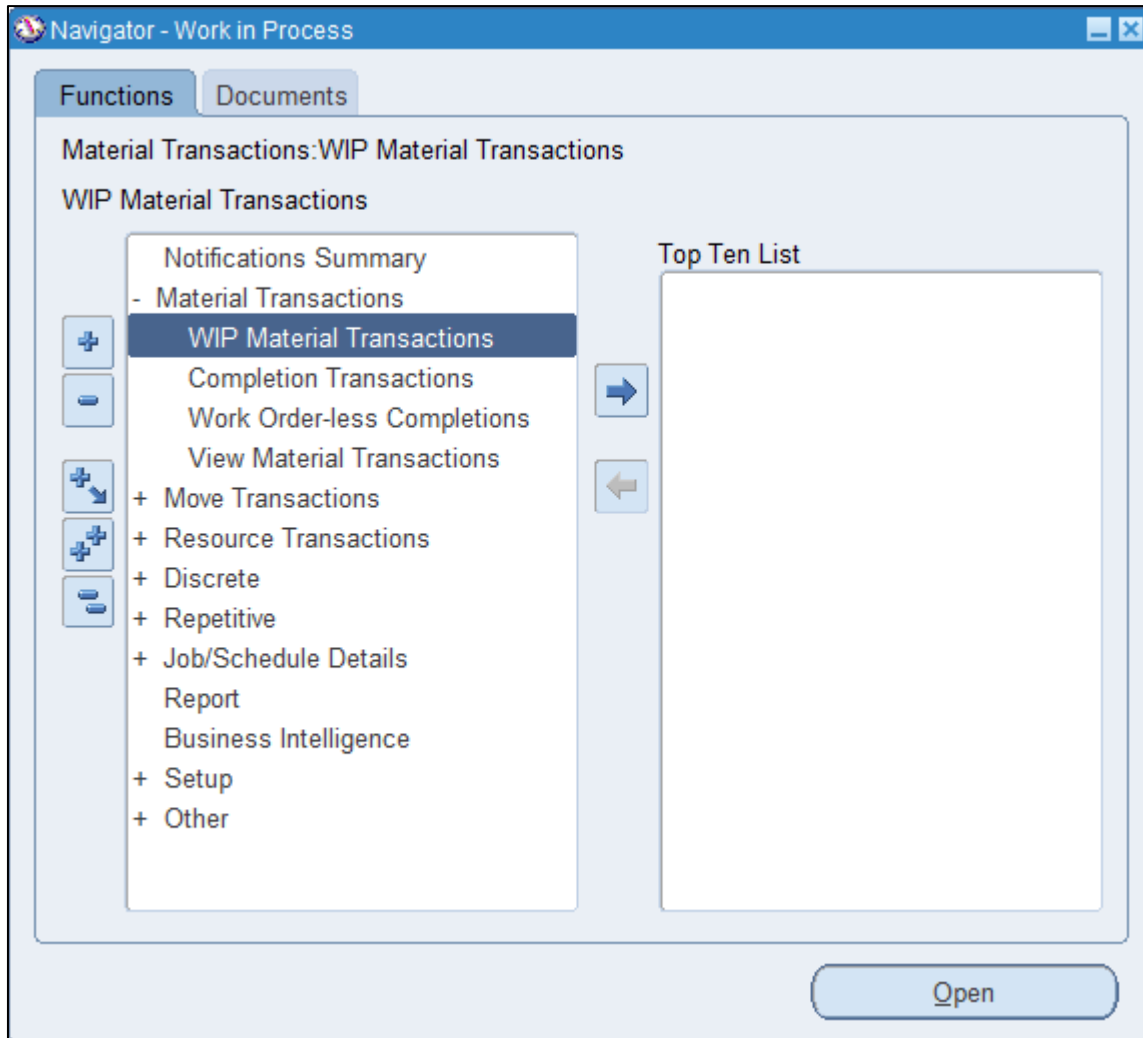 Navigator - Work in Process
Functions
Documents
Material Transactions:WIP Material Transactions
WIP Material Transactions
Notifications Summary
- Material Transactions
WIP Material Transactions
Completion Transactions
Work Order-less Completions
View Material Transactions
+ Move Transactions
+ Resource Transactions
+ Discrete
+ Repetitive
+ Job/Schedule Details
Report
Business Intelligence
+ Setup
+ Other
Top Ten List
Open